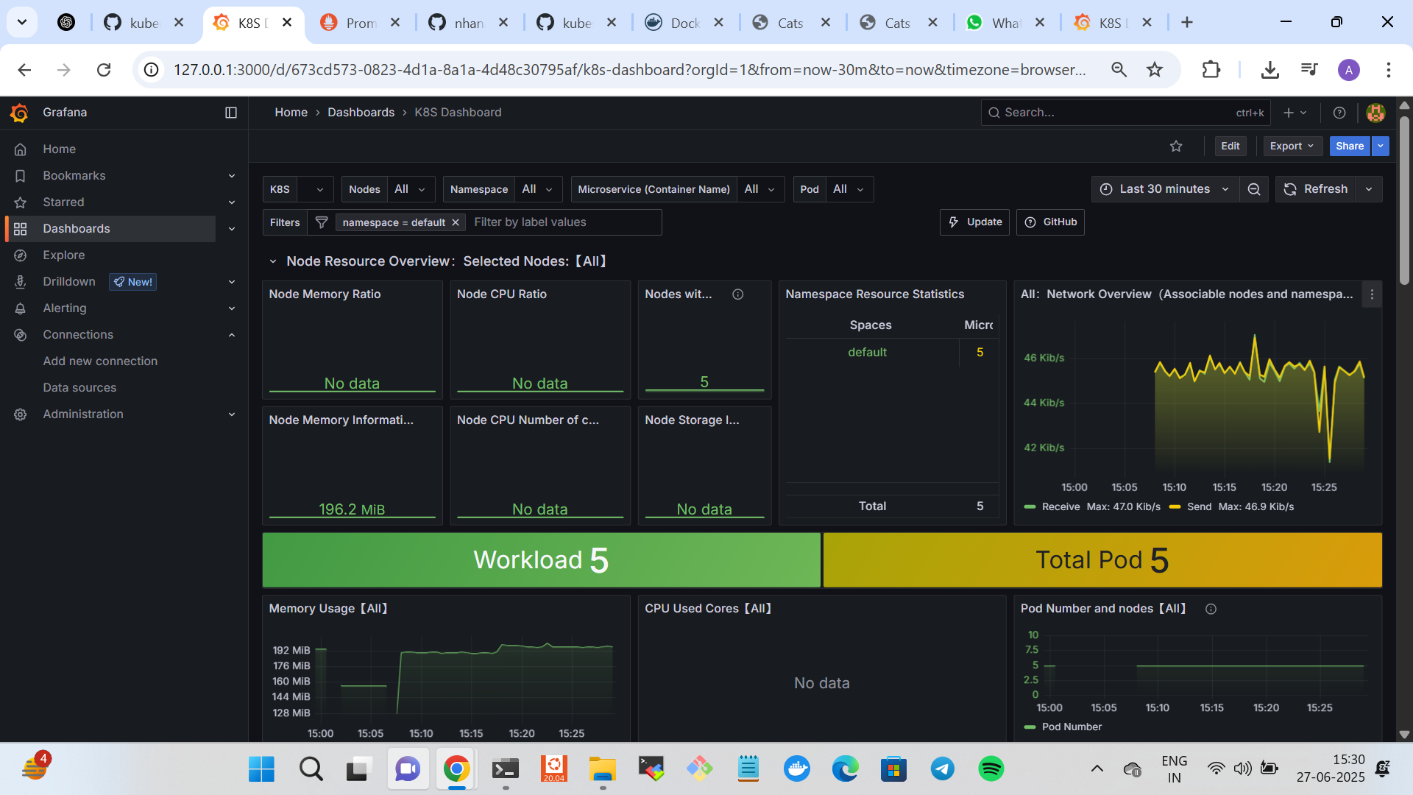 kube
K8S D
Prom
nhan
kube
Dock
Cats
Cats
What
K8S D
127.0.0.1:3000/d/673cd573-0823-4d1a-8a1a-4d48c30795af/k8s-dashboard?orgId=1&from=now-30m&to=now&timezone=browser...
A
Grafana
Home › Dashboards › K8S Dashboard
Search... ctrl+k
Home
Bookmarks
Starred
Dashboards
Explore
Drilldown New!
Alerting
Connections
Add new connection
Data sources
Administration
Edit Export Share
K8S Nodes All Namespace All Microservice (Container Name) All Pod All
Last 30 minutes Refresh
Filters namespace = default Filter by label values
Update GitHub
Node Resource Overview：Selected Nodes:【All】
Node Memory Ratio
No data
Node CPU Ratio
No data
Nodes wit...
5
Namespace Resource Statistics
Spaces Micro
default 5
Total 5
All：Network Overview（Associable nodes and namespa...
46 Kib/s
44 Kib/s
42 Kib/s
15:00 15:05 15:10 15:15 15:20 15:25
Receive Max: 47.0 Kib/s Send Max: 46.9 Kib/s
Node Memory Informati...
196.2 MiB
Node CPU Number of c...
No data
Node Storage I...
No data
Workload 5
Total Pod 5
Memory Usage【All】
192 MiB
176 MiB
160 MiB
144 MiB
128 MiB
15:00 15:05 15:10 15:15 15:20 15:25
CPU Used Cores【All】
No data
Pod Number and nodes【All】
10
7.5
5
2.5
0
15:00 15:05 15:10 15:15 15:20 15:25
Pod Number
4
20.04
ENG
IN
15:30
27-06-2025